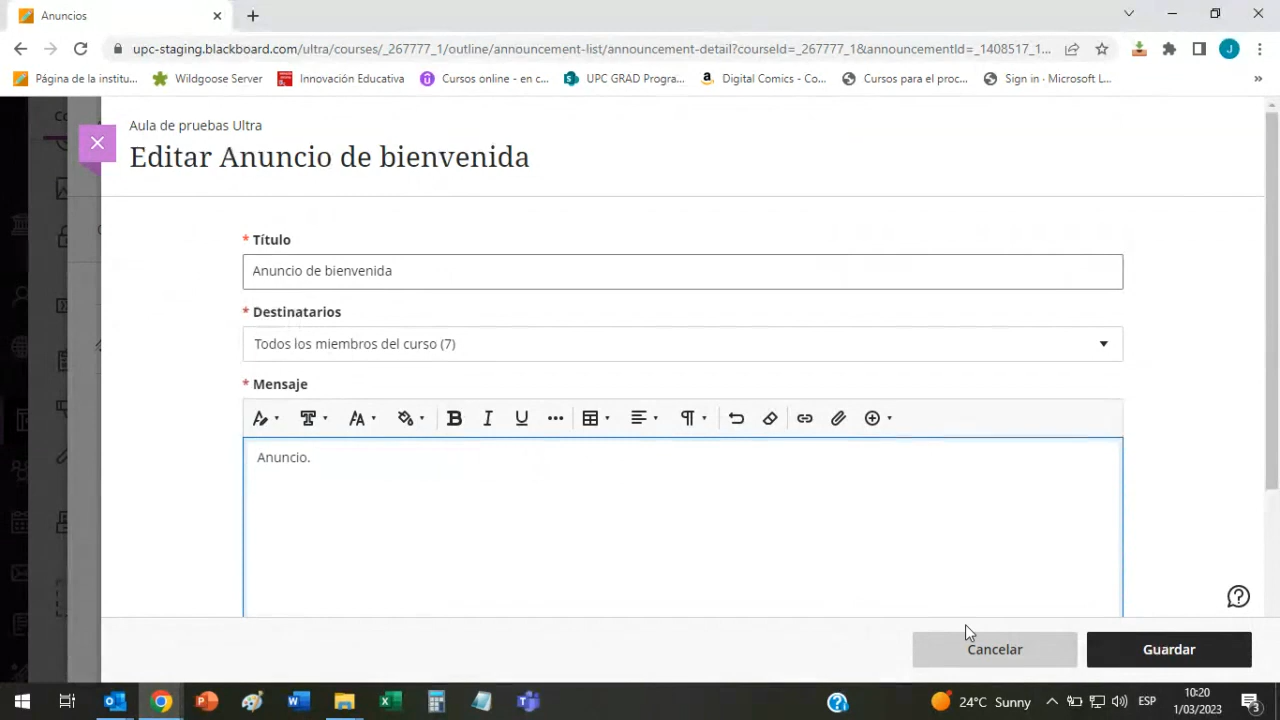 Anuncios
upc-staging.blackboard.com/ultra/courses/_267777_1/outline/announcement-list/announcement-detail?courseId=_267777_1&announcementId=_1408517_1...
J
Página de la institu...
Wildgoose Server
Innovación Educativa
Cursos online - en c...
UPC GRAD Progra...
Digital Comics - Co...
Cursos para el proc...
Sign in · Microsoft L...
»
Aula de pruebas Ultra
Editar Anuncio de bienvenida
* Título
Anuncio de bienvenida
* Destinatarios
Todos los miembros del curso (7)
* Mensaje
B I U
Anuncio.
Cancelar
Guardar
24°C Sunny
ESP
10:20
1/03/2023
3